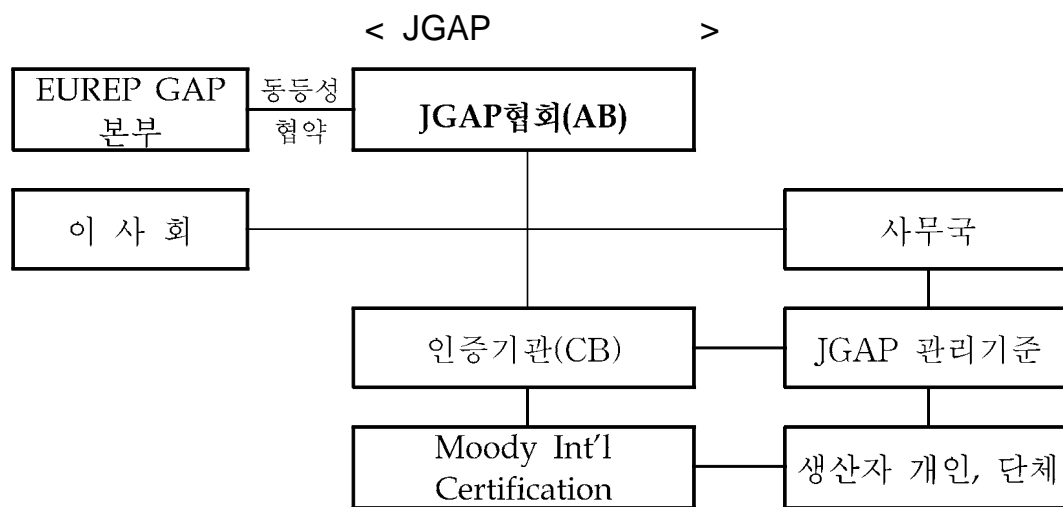 < JGAP >
EUREP GAP
본부
동등성
협약
JGAP협회(AB)
이 사 회
사무국
인증기관(CB)
JGAP 관리기준
Moody Int'l
Certification
생산자 개인, 단체